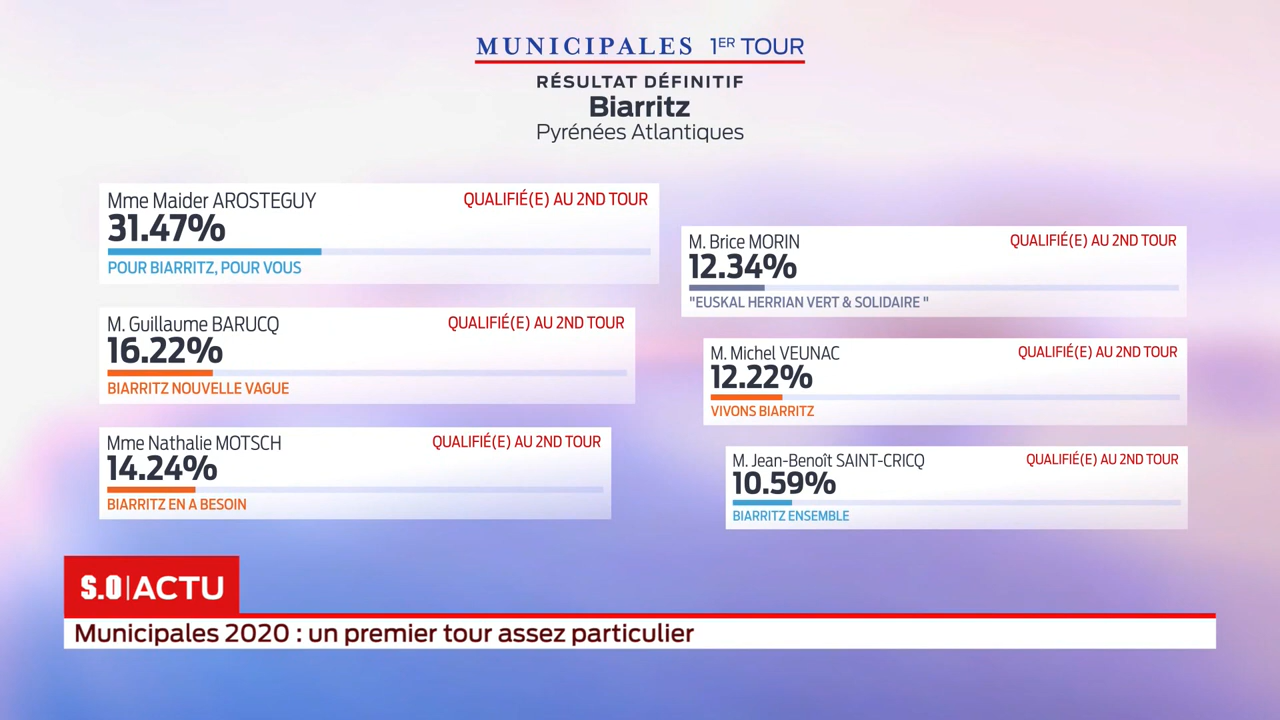 MUNICIPALES 1ER TOUR
RÉSULTAT DÉFINITIF
Biarritz
Pyrénées Atlantiques
Mme Maider AROSTEGUY QUALIFIÉ(E) AU 2ND TOUR
31.47%
POUR BIARRITZ, POUR VOUS
M. Guillaume BARUCQ QUALIFIÉ(E) AU 2ND TOUR
16.22%
BIARRITZ NOUVELLE VAGUE
Mme Nathalie MOTSCH QUALIFIÉ(E) AU 2ND TOUR
14.24%
BIARRITZ EN A BESOIN
M. Brice MORIN QUALIFIÉ(E) AU 2ND TOUR
12.34%
"EUSKAL HERRIAN VERT & SOLIDAIRE "
M. Michel VEUNAC QUALIFIÉ(E) AU 2ND TOUR
12.22%
VIVONS BIARRITZ
M. Jean-Benoît SAINT-CRICQ QUALIFIÉ(E) AU 2ND TOUR
10.59%
BIARRITZ ENSEMBLE
S.O|ACTU
Municipales 2020 : un premier tour assez particulier